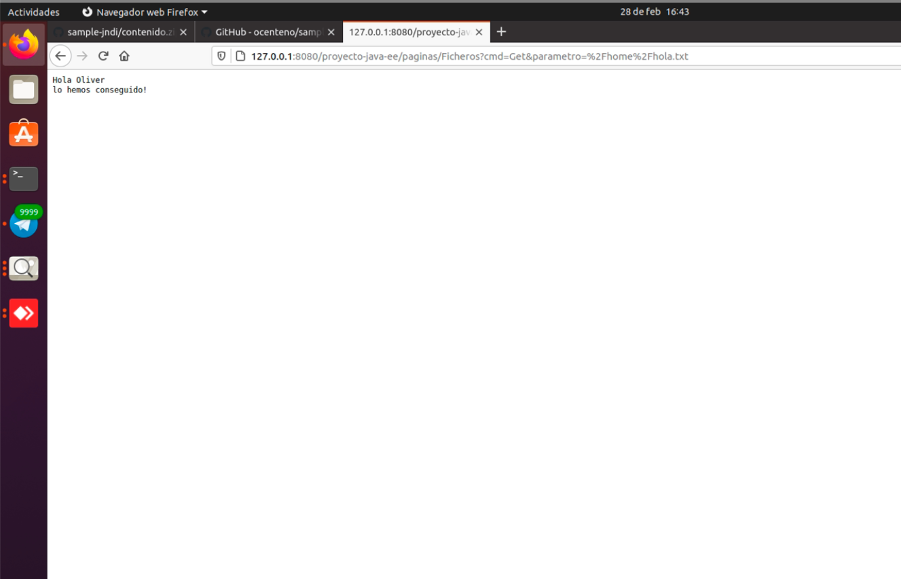 Actividades
Navegador web Firefox
28 de feb 16:43
sample-jndi/contenido.z
GitHub - ocenteno/samp
127.0.0.1:8080/proyecto-jav
127.0.0.1:8080/proyecto-java-ee/paginas/Ficheros?cmd=Get&parametro=%2Fhome%2Fhola.txt
Hola Oliver
lo hemos conseguido!
>_
9999